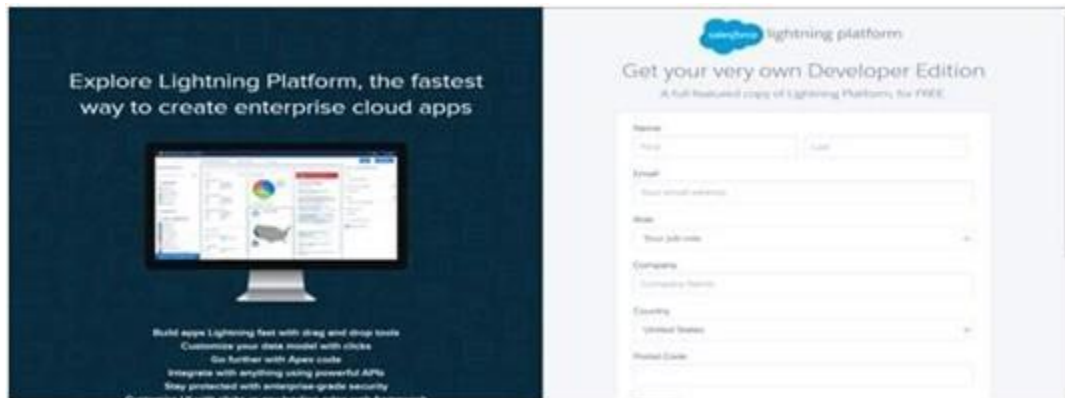 Explore Lightning Platform, the fastest
way to create enterprise cloud apps
Build apps Lightning fast with drag and drop tools
Customize your data model with clicks
Go further with Apex code
Integrate with anything using powerful APIs
Stay protected with enterprise-grade security
salesforce lightning platform
Get your very own Developer Edition
A full featured copy of Lightning Platform, for FREE
Name
First Last
Email
Your email address
Role
Your job role
Company
Company Name
Country
United States
Postal Code